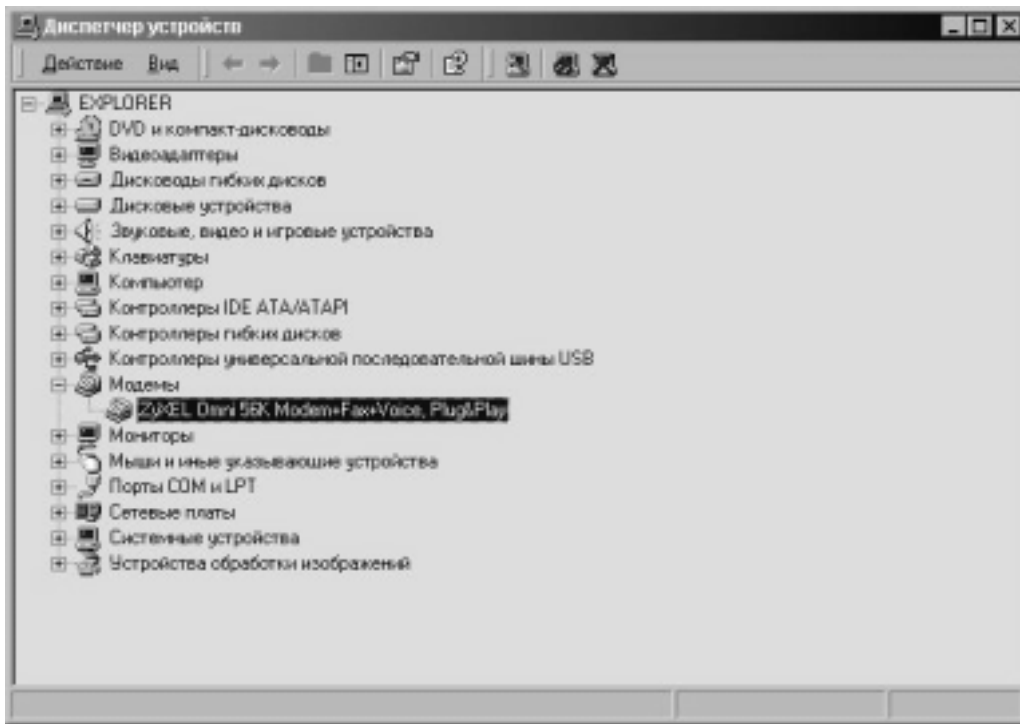 Диспетчер устройств
Действие Вид
EXPLORER
DVD и компакт-дисководы
Видеоадаптеры
Дисководы гибких дисков
Дисковые устройства
Звуковые, видео и игровые устройства
Клавиатуры
Компьютер
Контроллеры IDE ATA/ATAPI
Контроллеры гибких дисков
Контроллеры универсальной последовательной шины USB
Модемы
ZyXEL Omni 56K Modem+Fax+Voice, Plug&Play
Мониторы
Мыши и иные указывающие устройства
Порты COM и LPT
Сетевые платы
Системные устройства
Устройства обработки изображений